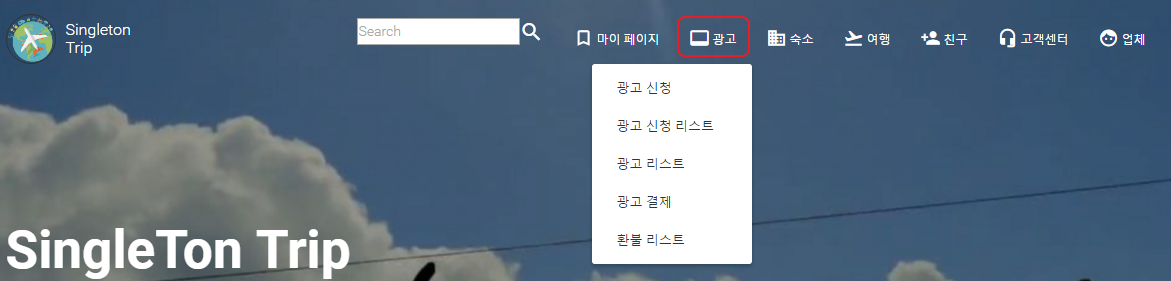 Singleton
Trip
Search
마이 페이지
광고
숙소
여행
친구
고객센터
업체
광고 신청
광고 신청 리스트
광고 리스트
광고 결제
환불 리스트
SingleTon Trip